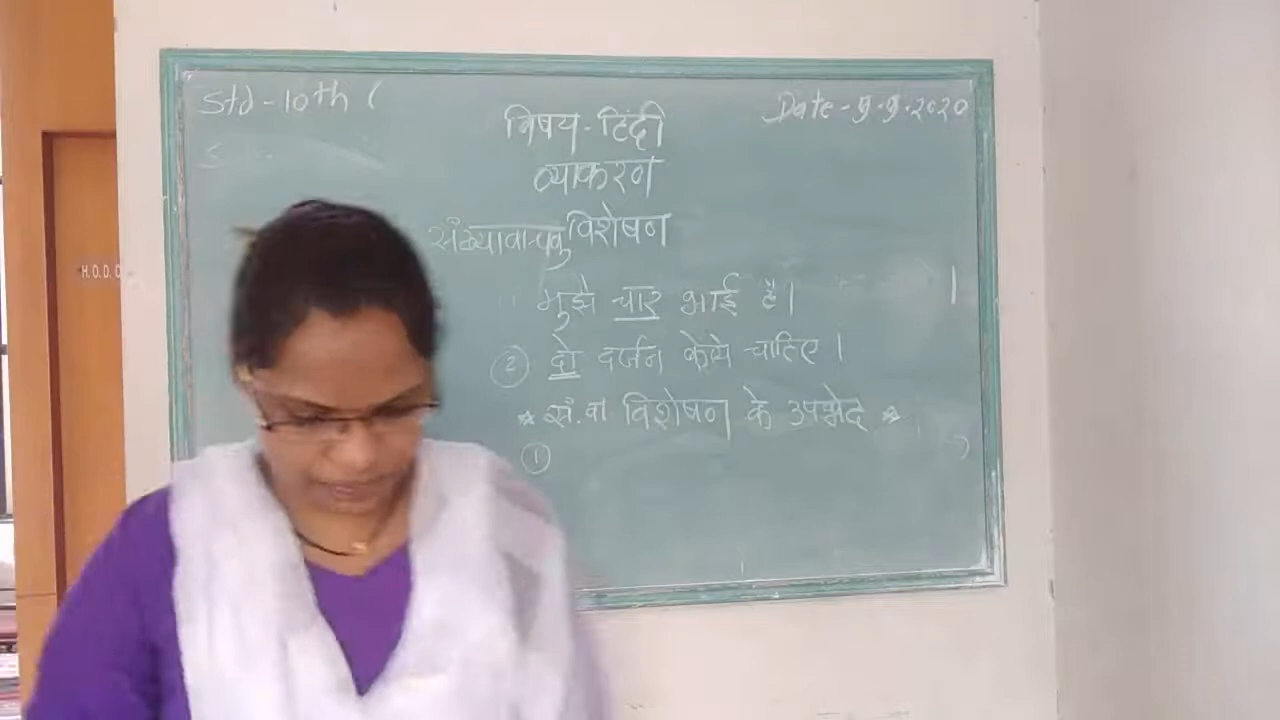 Std - 10th (
Date - 9.9.2020
विषय - हिंदी
व्याकरण
संख्यावाचक विशेषण
H.O.D.
मुझे चार भाई है।
② दो दर्जन केले चाहिए।
* सं. वा विशेषण के उपभेद *
①